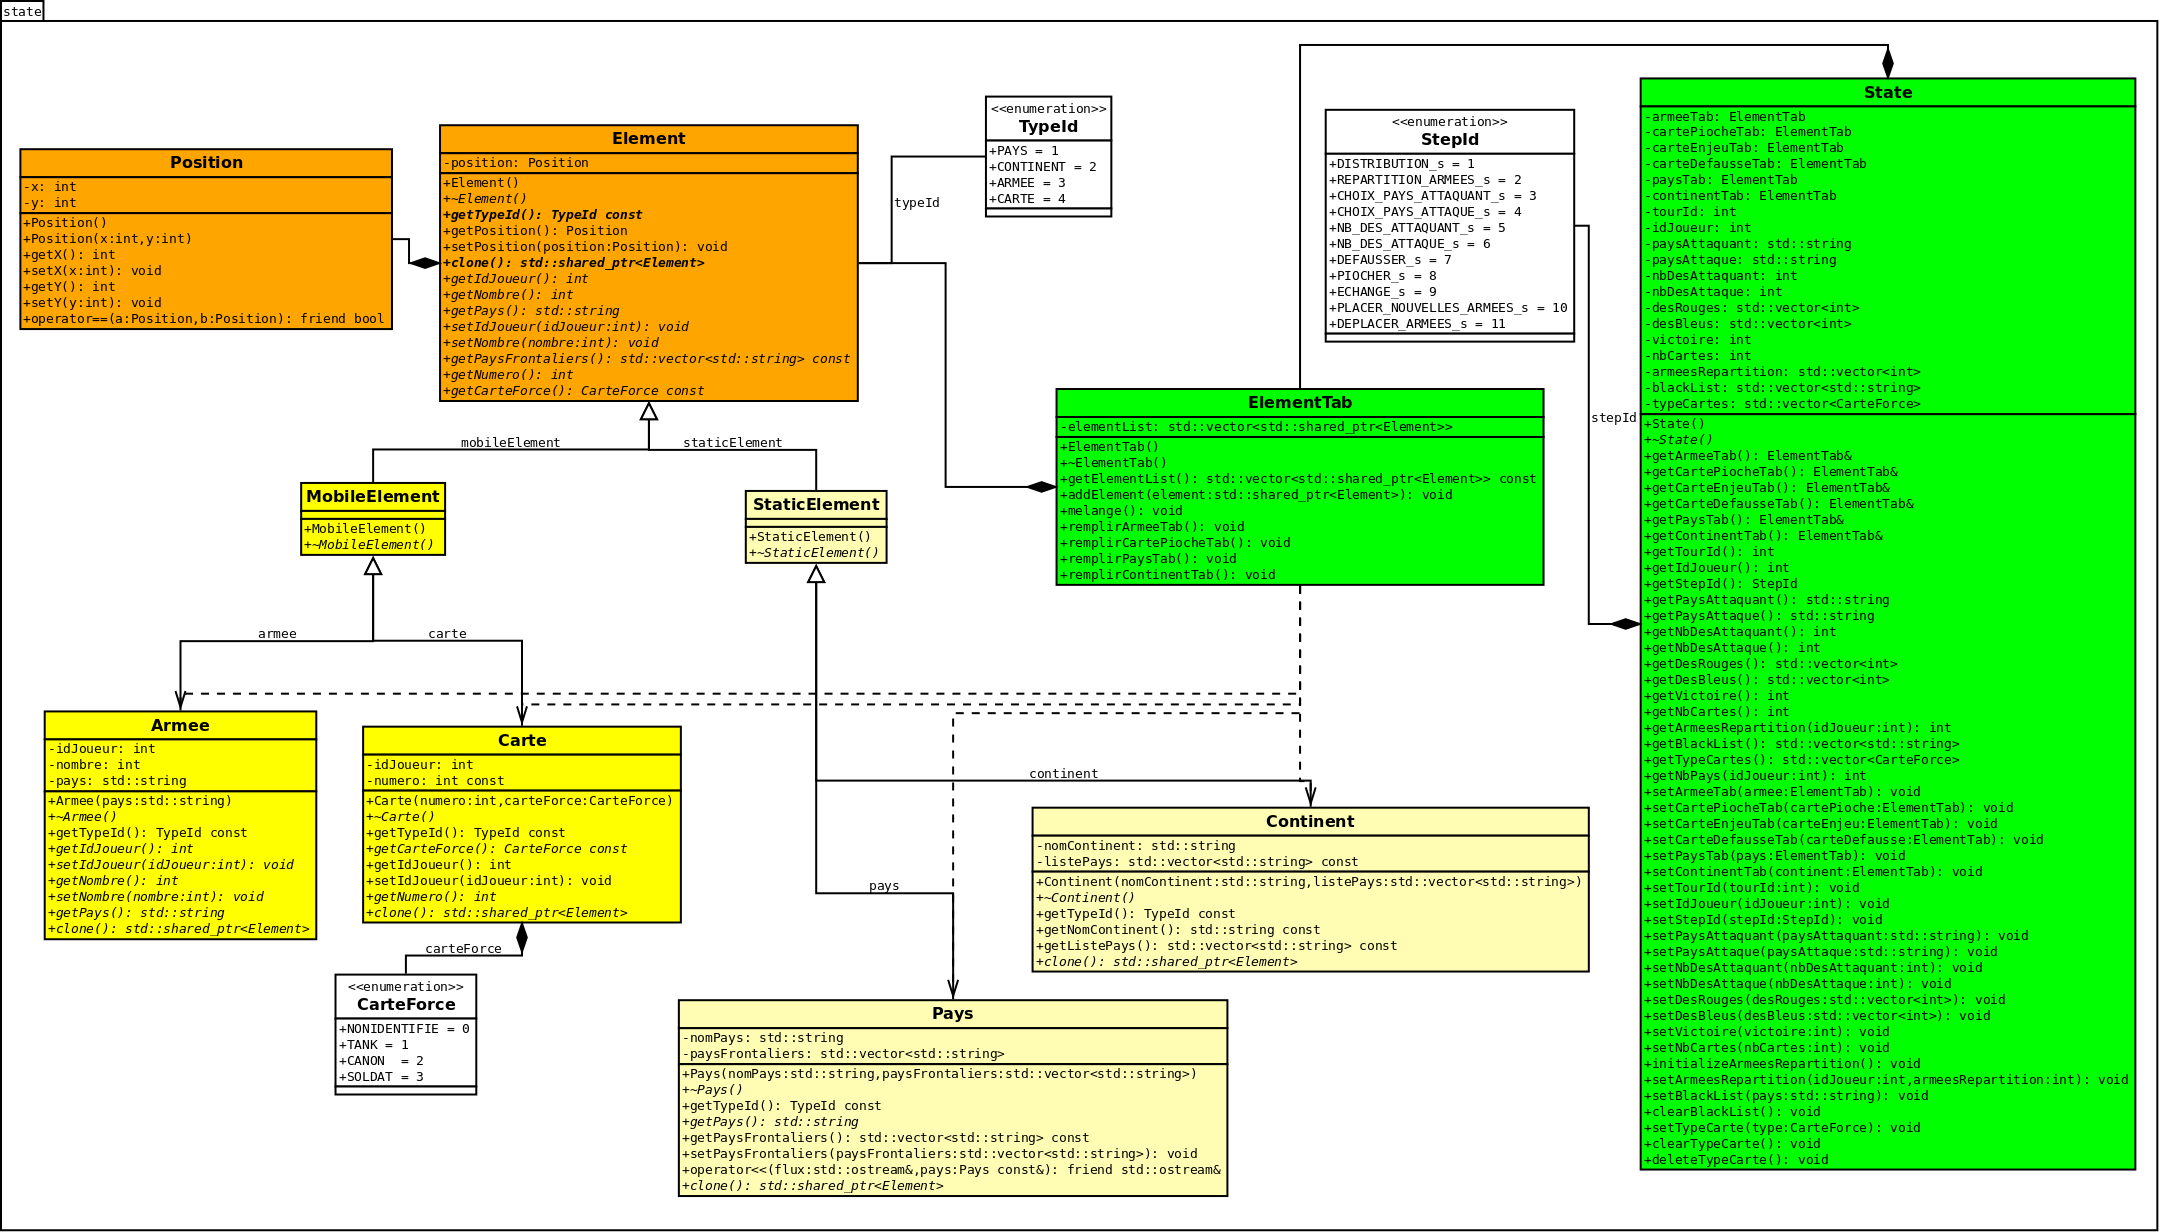 state
Position
-x: int
-y: int
+Position()
+Position(x:int,y:int)
+getX(): int
+setX(x:int): void
+getY(): int
+setY(y:int): void
+operator==(a:Position,b:Position): friend bool
Element
-position: Position
+Element()
+~Element()
+getTypeId(): TypeId const
+getPosition(): Position
+setPosition(position:Position): void
+clone(): std::shared_ptr<Element>
+getIdJoueur(): int
+getNombre(): int
+getPays(): std::string
+setIdJoueur(idJoueur:int): void
+setNombre(nombre:int): void
+getPaysFrontaliers(): std::vector<std::string> const
+getNumero(): int
+getCarteForce(): CarteForce const
typeId
<<enumeration>>
TypeId
+PAYS = 1
+CONTINENT = 2
+ARMEE = 3
+CARTE = 4
<<enumeration>>
StepId
+DISTRIBUTION_s = 1
+REPARTITION_ARMEES_s = 2
+CHOIX_PAYS_ATTAQUANT_s = 3
+CHOIX_PAYS_ATTAQUE_s = 4
+NB_DES_ATTAQUANT_s = 5
+NB_DES_ATTAQUE_s = 6
+DEFAUSSER_s = 7
+PIOCHER_s = 8
+ECHANGE_s = 9
+PLACER_NOUVELLES_ARMEES_s = 10
+DEPLACER_ARMEES_s = 11
stepId
State
-armeeTab: ElementTab
-cartePiocheTab: ElementTab
-carteEnjeuTab: ElementTab
-carteDefausseTab: ElementTab
-paysTab: ElementTab
-continentTab: ElementTab
-tourId: int
-idJoueur: int
-paysAttaquant: std::string
-paysAttaque: std::string
-nbDesAttaquant: int
-nbDesAttaque: int
-desRouges: std::vector<int>
-desBleus: std::vector<int>
-victoire: int
-nbCartes: int
-armeesRepartition: std::vector<int>
-blackList: std::vector<std::string>
-typeCartes: std::vector<CarteForce>
+State()
+~State()
+getArmeeTab(): ElementTab&
+getCartePiocheTab(): ElementTab&
+getCarteEnjeuTab(): ElementTab&
+getCarteDefausseTab(): ElementTab&
+getPaysTab(): ElementTab&
+getContinentTab(): ElementTab&
+getTourId(): int
+getIdJoueur(): int
+getStepId(): StepId
+getPaysAttaquant(): std::string
+getPaysAttaque(): std::string
+getNbDesAttaquant(): int
+getNbDesAttaque(): int
+getDesRouges(): std::vector<int>
+getDesBleus(): std::vector<int>
+getVictoire(): int
+getNbCartes(): int
+getArmeesRepartition(idJoueur:int): int
+getBlackList(): std::vector<std::string>
+getTypeCartes(): std::vector<CarteForce>
+getNbPays(idJoueur:int): int
+setArmeeTab(armee:ElementTab): void
+setCartePiocheTab(cartePioche:ElementTab): void
+setCarteEnjeuTab(carteEnjeu:ElementTab): void
+setCarteDefausseTab(carteDefausse:ElementTab): void
+setPaysTab(pays:ElementTab): void
+setContinentTab(continent:ElementTab): void
+setTourId(tourId:int): void
+setIdJoueur(idJoueur:int): void
+setStepId(stepId:StepId): void
+setPaysAttaquant(paysAttaquant:std::string): void
+setPaysAttaque(paysAttaque:std::string): void
+setNbDesAttaquant(nbDesAttaquant:int): void
+setNbDesAttaque(nbDesAttaque:int): void
+setDesRouges(desRouges:std::vector<int>): void
+setDesBleus(desBleus:std::vector<int>): void
+setVictoire(victoire:int): void
+setNbCartes(nbCartes:int): void
+initializeArmeesRepartition(): void
+setArmeesRepartition(idJoueur:int,armeesRepartition:int): void
+setBlackList(pays:std::string): void
+clearBlackList(): void
+setTypeCarte(type:CarteForce): void
+clearTypeCarte(): void
+deleteTypeCarte(): void
ElementTab
-elementList: std::vector<std::shared_ptr<Element>>
+ElementTab()
+~ElementTab()
+getElementList(): std::vector<std::shared_ptr<Element>> const
+addElement(element:std::shared_ptr<Element>): void
+melange(): void
+remplirArmeeTab(): void
+remplirCartePiocheTab(): void
+remplirPaysTab(): void
+remplirContinentTab(): void
mobileElement
staticElement
MobileElement
+MobileElement()
+~MobileElement()
StaticElement
+StaticElement()
+~StaticElement()
armee
carte
Armee
-idJoueur: int
-nombre: int
-pays: std::string
+Armee(pays:std::string)
+~Armee()
+getTypeId(): TypeId const
+getIdJoueur(): int
+setIdJoueur(idJoueur:int): void
+getNombre(): int
+setNombre(nombre:int): void
+getPays(): std::string
+clone(): std::shared_ptr<Element>
Carte
-idJoueur: int
-numero: int const
+Carte(numero:int,carteForce:CarteForce)
+~Carte()
+getTypeId(): TypeId const
+getCarteForce(): CarteForce const
+getIdJoueur(): int
+setIdJoueur(idJoueur:int): void
+getNumero(): int
+clone(): std::shared_ptr<Element>
carteForce
<<enumeration>>
CarteForce
+NONIDENTIFIE = 0
+TANK = 1
+CANON  = 2
+SOLDAT = 3
continent
Continent
-nomContinent: std::string
-listePays: std::vector<std::string> const
+Continent(nomContinent:std::string,listePays:std::vector<std::string>)
+~Continent()
+getTypeId(): TypeId const
+getNomContinent(): std::string const
+getListePays(): std::vector<std::string> const
+clone(): std::shared_ptr<Element>
pays
Pays
-nomPays: std::string
-paysFrontaliers: std::vector<std::string>
+Pays(nomPays:std::string,paysFrontaliers:std::vector<std::string>)
+~Pays()
+getTypeId(): TypeId const
+getPays(): std::string
+getPaysFrontaliers(): std::vector<std::string> const
+setPaysFrontaliers(paysFrontaliers:std::vector<std::string>): void
+operator<<(flux:std::ostream&,pays:Pays const&): friend std::ostream&
+clone(): std::shared_ptr<Element>